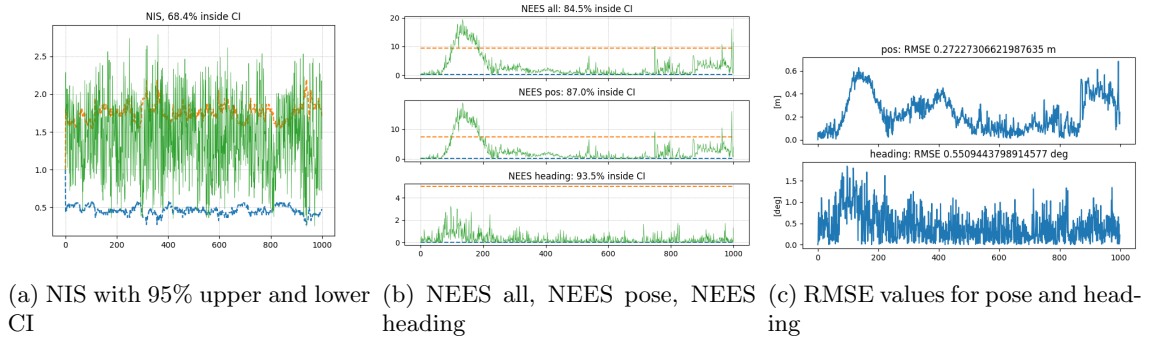 NIS, 68.4% inside CI
2.5
2.0
1.5
1.0
0.5
0
200
400
600
800
1000
NEES all: 84.5% inside CI
20
10
0
NEES pos: 87.0% inside CI
10
0
NEES heading: 93.5% inside CI
4
2
0
0
200
400
600
800
1000
pos: RMSE 0.27227306621987635 m
0.6
0.4
0.2
0.0
[m]
heading: RMSE 0.5509443798914577 deg
1.5
1.0
0.5
0.0
[deg]
0
200
400
600
800
1000
(a) NIS with 95% upper and lower
CI
(b) NEES all, NEES pose, NEES
heading
(c) RMSE values for pose and head-
ing